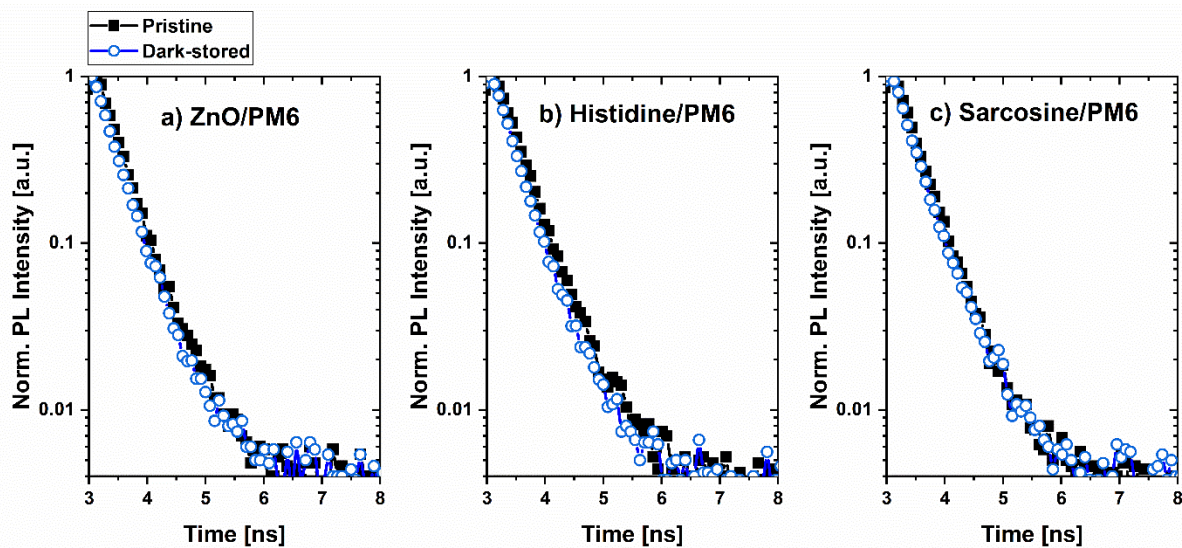 Pristine
Dark-stored
a) ZnO/PM6
Norm. PL Intensity [a.u.]
1
0.1
0.01
3 4 5 6 7 8
Time [ns]
b) Histidine/PM6
Norm. PL Intensity [a.u.]
1
0.1
0.01
3 4 5 6 7 8
Time [ns]
c) Sarcosine/PM6
Norm. PL Intensity [a.u.]
1
0.1
0.01
3 4 5 6 7 8
Time [ns]